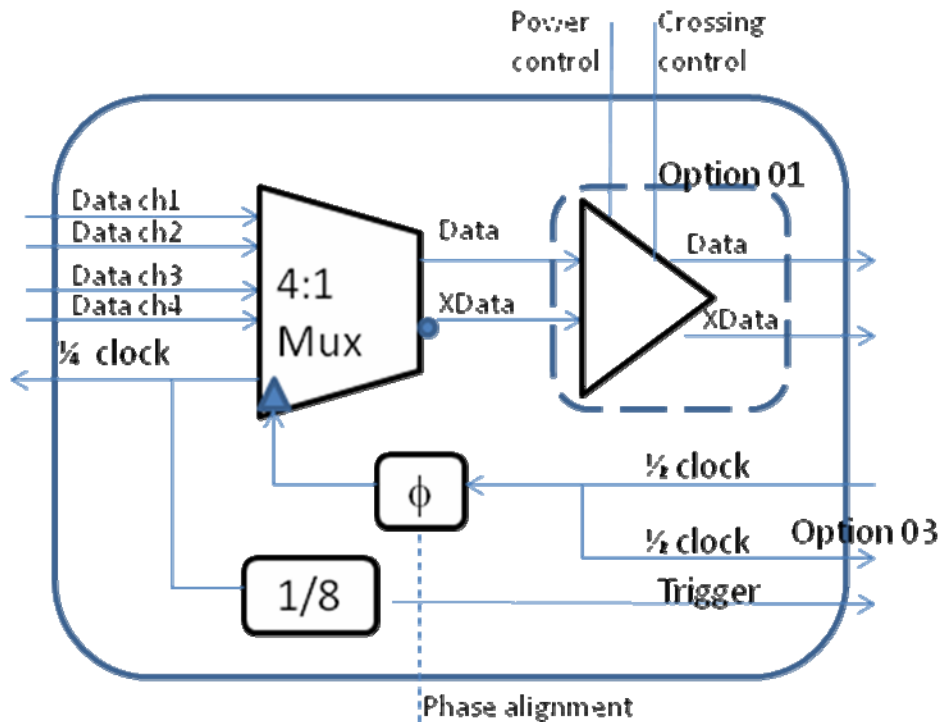 Power control
Crossing control
Option 01
Data ch1
Data ch2
Data ch3
Data ch4
4:1
Mux
Data
XData
Data
XData
¼ clock
ϕ
½ clock
½ clock
Option 03
1/8
Trigger
Phase alignment